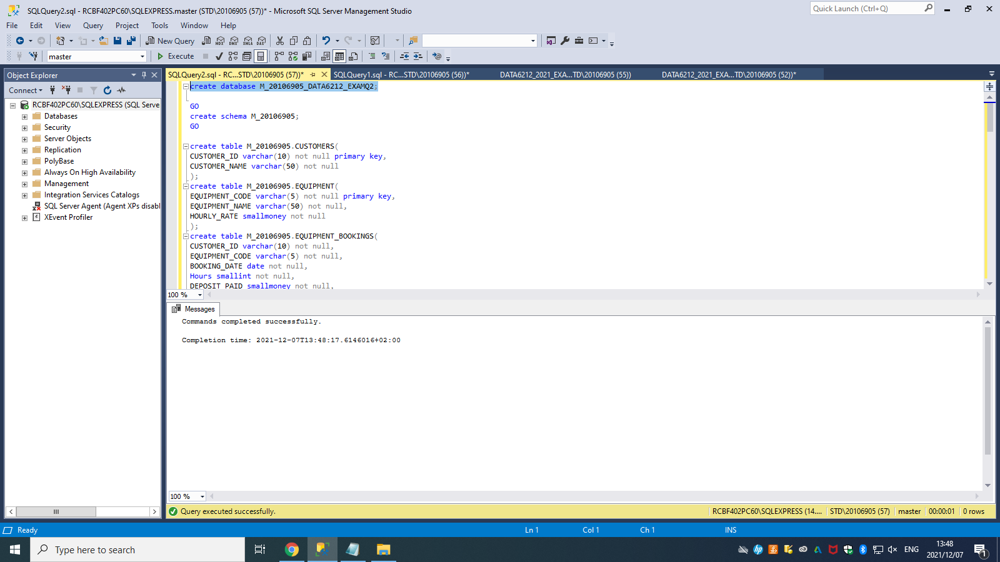 SQLQuery2.sql - RCBF402PC60\SQLEXPRESS.master (STD\20106905 (57))* - Microsoft SQL Server Management Studio
Quick Launch (Ctrl+Q)
File Edit View Query Project Tools Window Help
New Query
MDX DMX XMLA DAX
master
Execute
Object Explorer
SQLQuery2.sql - RC...STD\20106905 (57))*
SQLQuery1.sql - RC...STD\20106905 (56))*
DATA6212_2021_EXA...TD\20106905 (55))
DATA6212_2021_EXA...TD\20106905 (52))*
Connect
RCBF402PC60\SQLEXPRESS (SQL Serve
Databases
Security
Server Objects
Replication
PolyBase
Always On High Availability
Management
Integration Services Catalogs
SQL Server Agent (Agent XPs disabl
XEvent Profiler
create database M_20106905_DATA6212_EXAMQ2;
GO
create schema M_20106905;
GO
create table M_20106905.CUSTOMERS(
CUSTOMER_ID varchar(10) not null primary key,
CUSTOMER_NAME varchar(50) not null
);
create table M_20106905.EQUIPMENT(
EQUIPMENT_CODE varchar(5) not null primary key,
EQUIPMENT_NAME varchar(50) not null,
HOURLY_RATE smallmoney not null
);
create table M_20106905.EQUIPMENT_BOOKINGS(
CUSTOMER_ID varchar(10) not null,
EQUIPMENT_CODE varchar(5) not null,
BOOKING_DATE date not null,
Hours smallint not null,
DEPOSIT_PAID smallmoney not null,
100 %
Messages
Commands completed successfully.
Completion time: 2021-12-07T13:48:17.6146016+02:00
100 %
Query executed successfully.
RCBF402PC60\SQLEXPRESS (14.... STD\20106905 (57) master 00:00:01 0 rows
Ready
Ln 1 Col 1 Ch 1 INS
Type here to search
ENG
13:48
2021/12/07
1